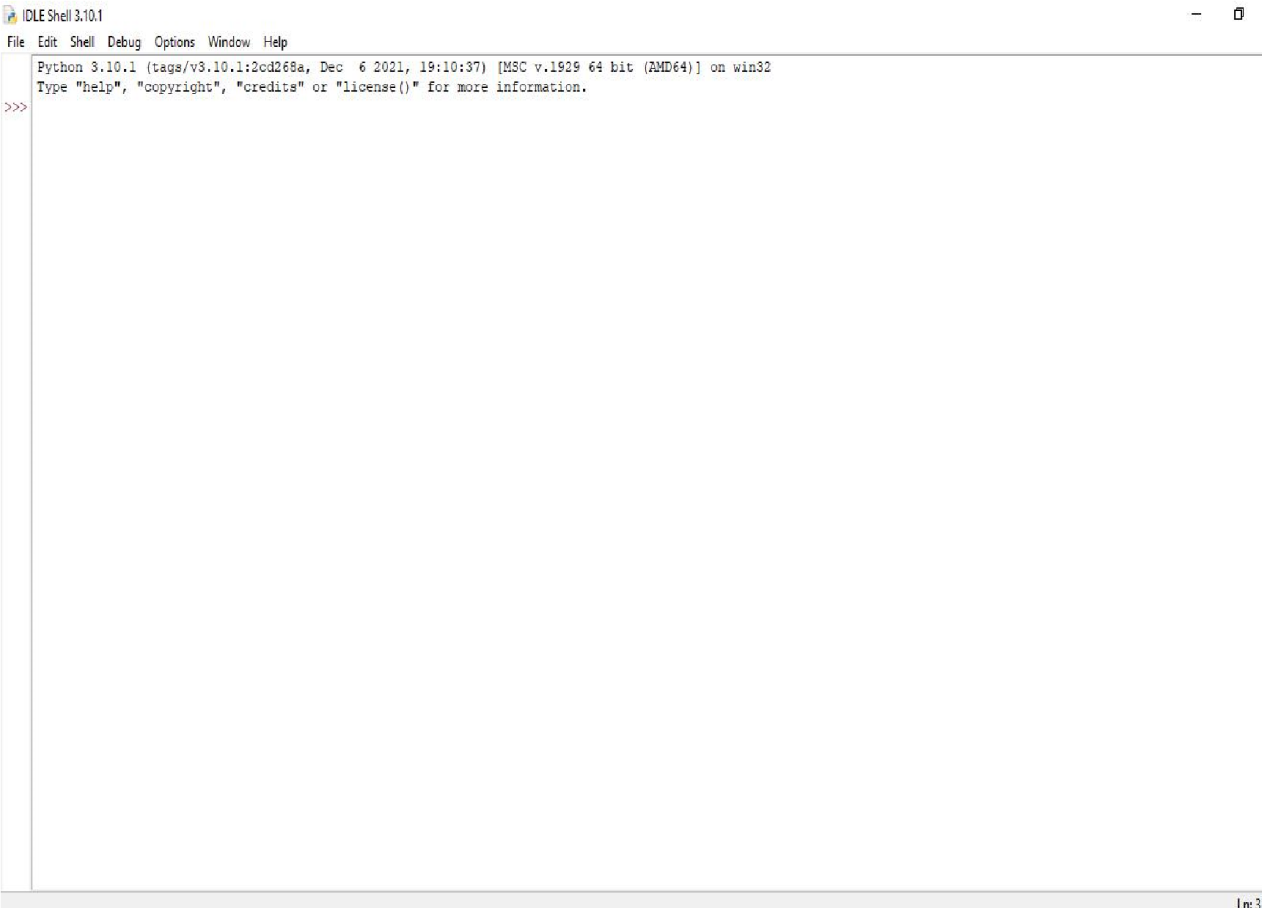 IDLE Shell 3.10.1
File Edit Shell Debug Options Window Help
Python 3.10.1 (tags/v3.10.1:2cd268a, Dec  6 2021, 19:10:37) [MSC v.1929 64 bit (AMD64)] on win32
Type "help", "copyright", "credits" or "license()" for more information.
>>>
Ln: 3